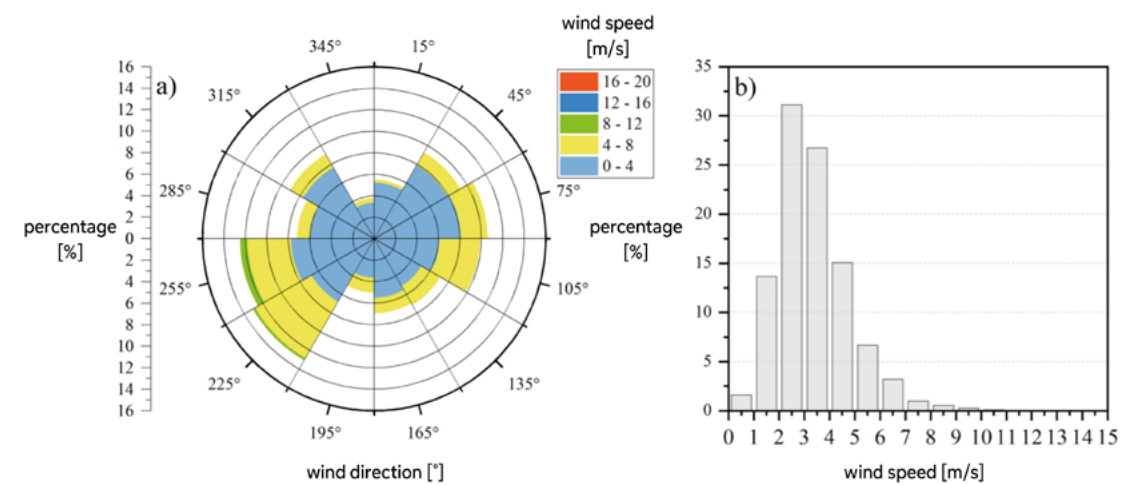 a)
wind speed
[m/s]
16 - 20
12 - 16
8 - 12
4 - 8
0 - 4
345°
15°
315°
45°
285°
75°
255°
105°
225°
135°
195°
165°
16
14
12
10
8
6
4
2
0
2
4
6
8
10
12
14
16
percentage
[%]
wind direction [°]
b)
35
30
25
20
15
10
5
0
percentage
[%]
0 1 2 3 4 5 6 7 8 9 10 11 12 13 14 15
wind speed [m/s]